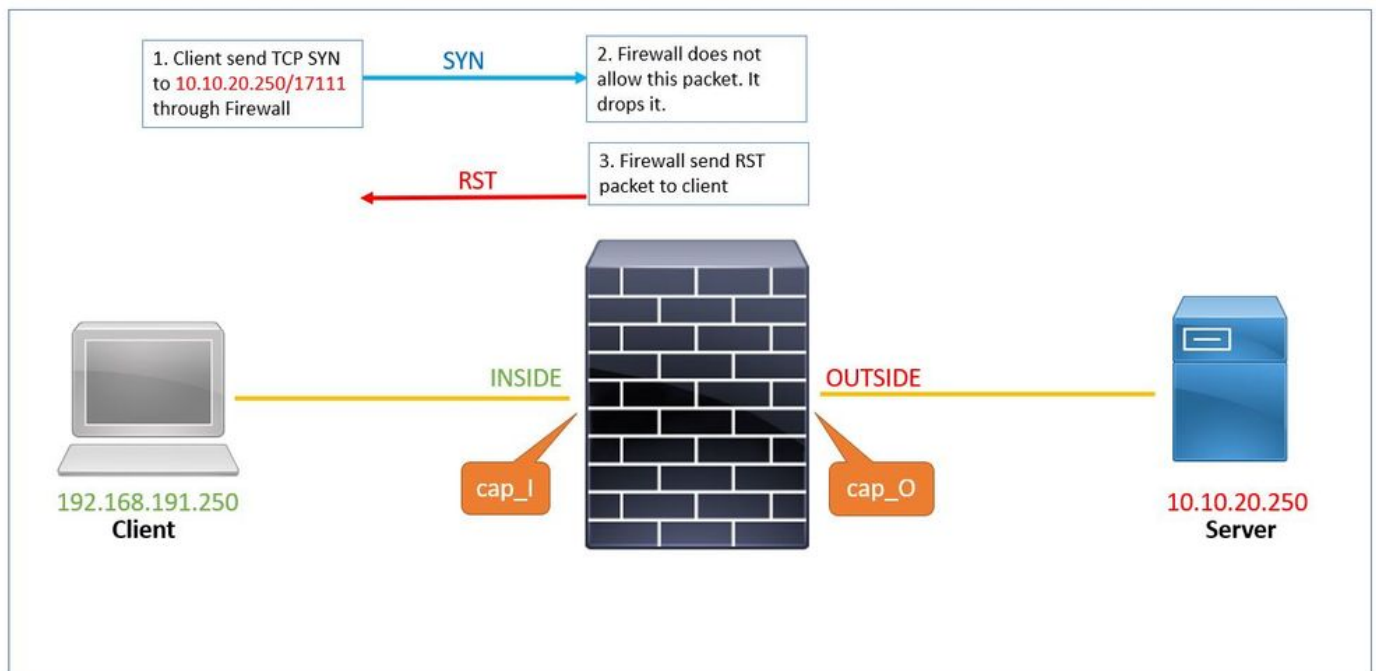 1. Client send TCP SYN
to 10.10.20.250/17111
through Firewall
SYN
2. Firewall does not
allow this packet. It
drops it.
RST
3. Firewall send RST
packet to client
INSIDE
OUTSIDE
cap_I
cap_O
192.168.191.250
Client
10.10.20.250
Server